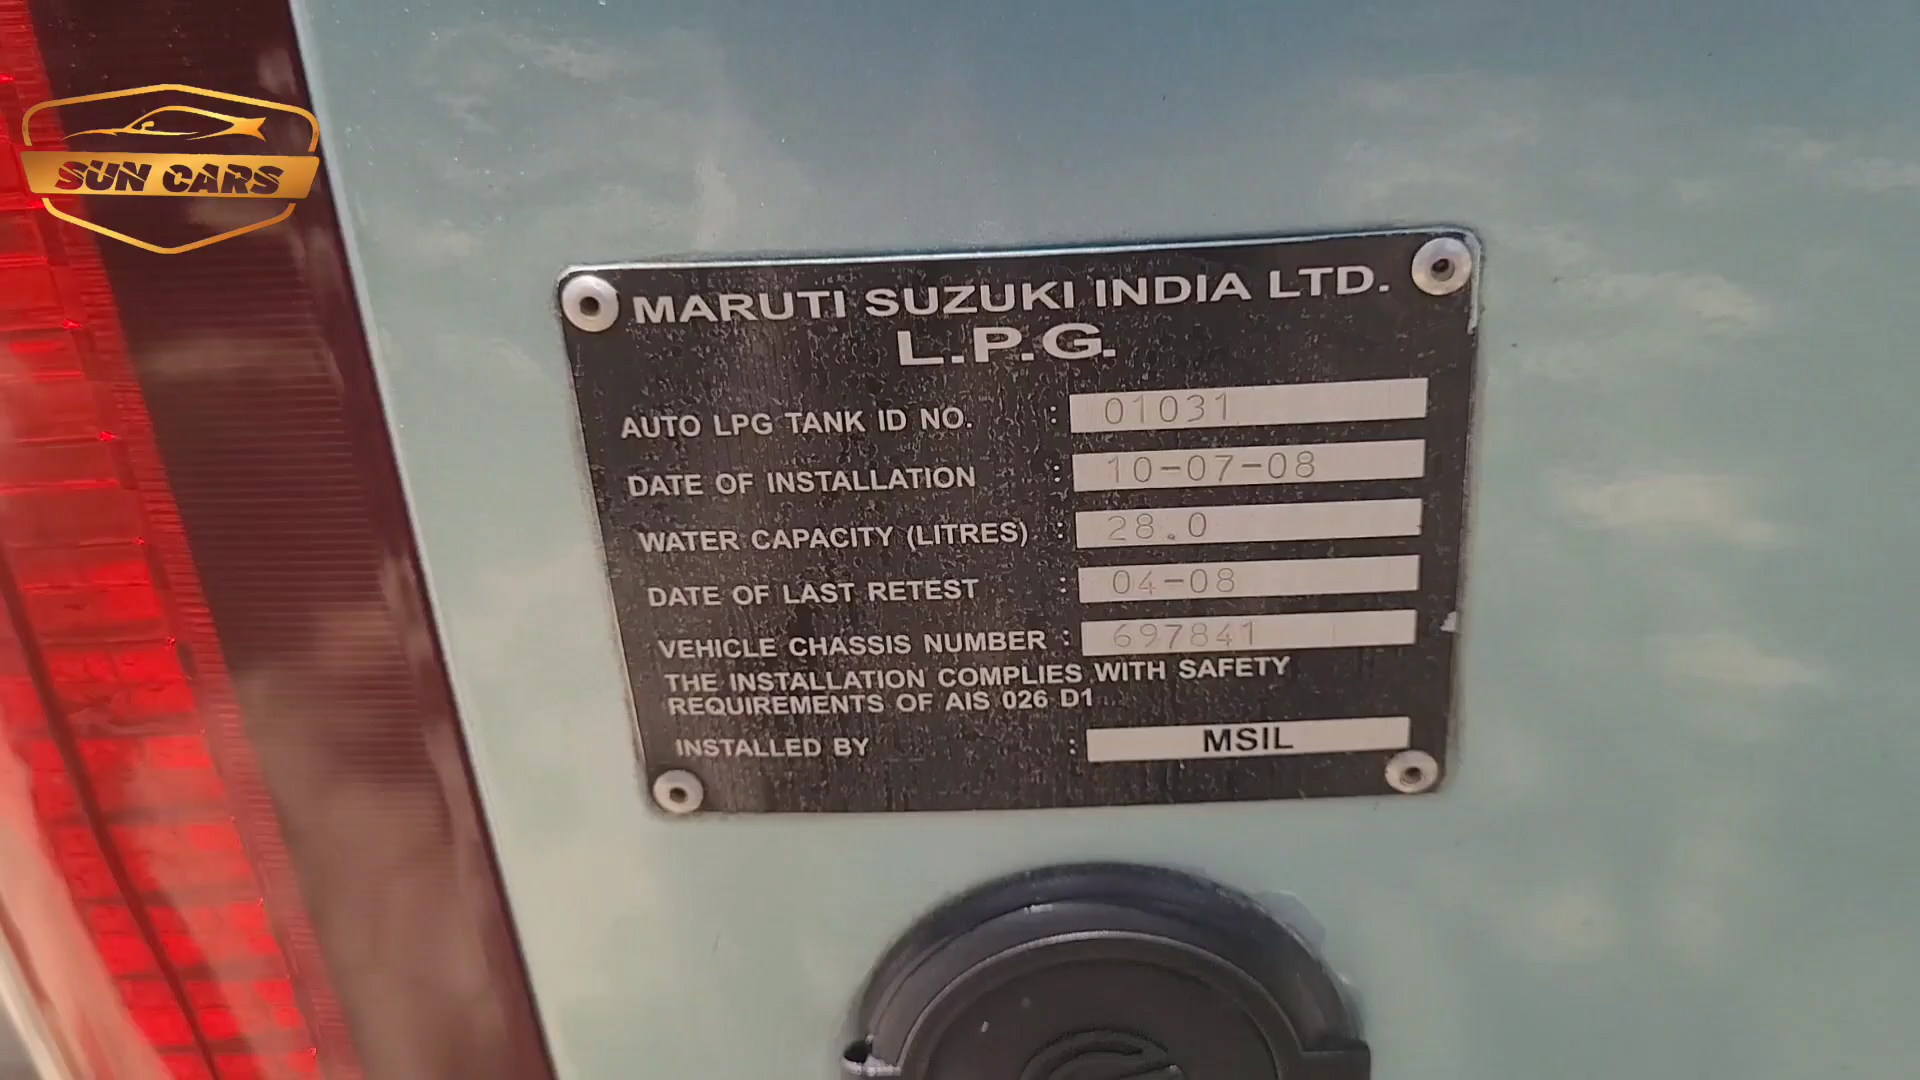 SUN CARS
MARUTI SUZUKI INDIA LTD.
L.P.G.
AUTO LPG TANK ID NO. : 01031
DATE OF INSTALLATION : 10-07-08
WATER CAPACITY (LITRES) : 28.0
DATE OF LAST RETEST : 04-08
VEHICLE CHASSIS NUMBER : 697841
THE INSTALLATION COMPLIES WITH SAFETY
REQUIREMENTS OF AIS 026 D1
INSTALLED BY : MSIL